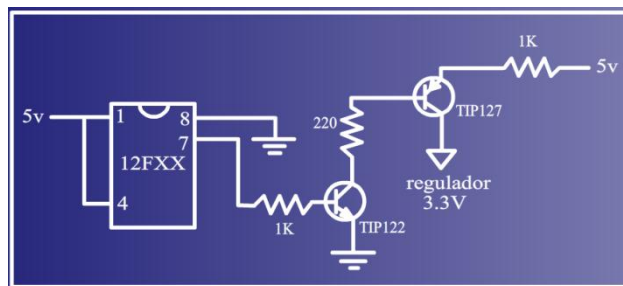 1K
5v
5v
1
8
7
12FXX
4
220
TIP127
regulador
3.3V
1K
TIP122